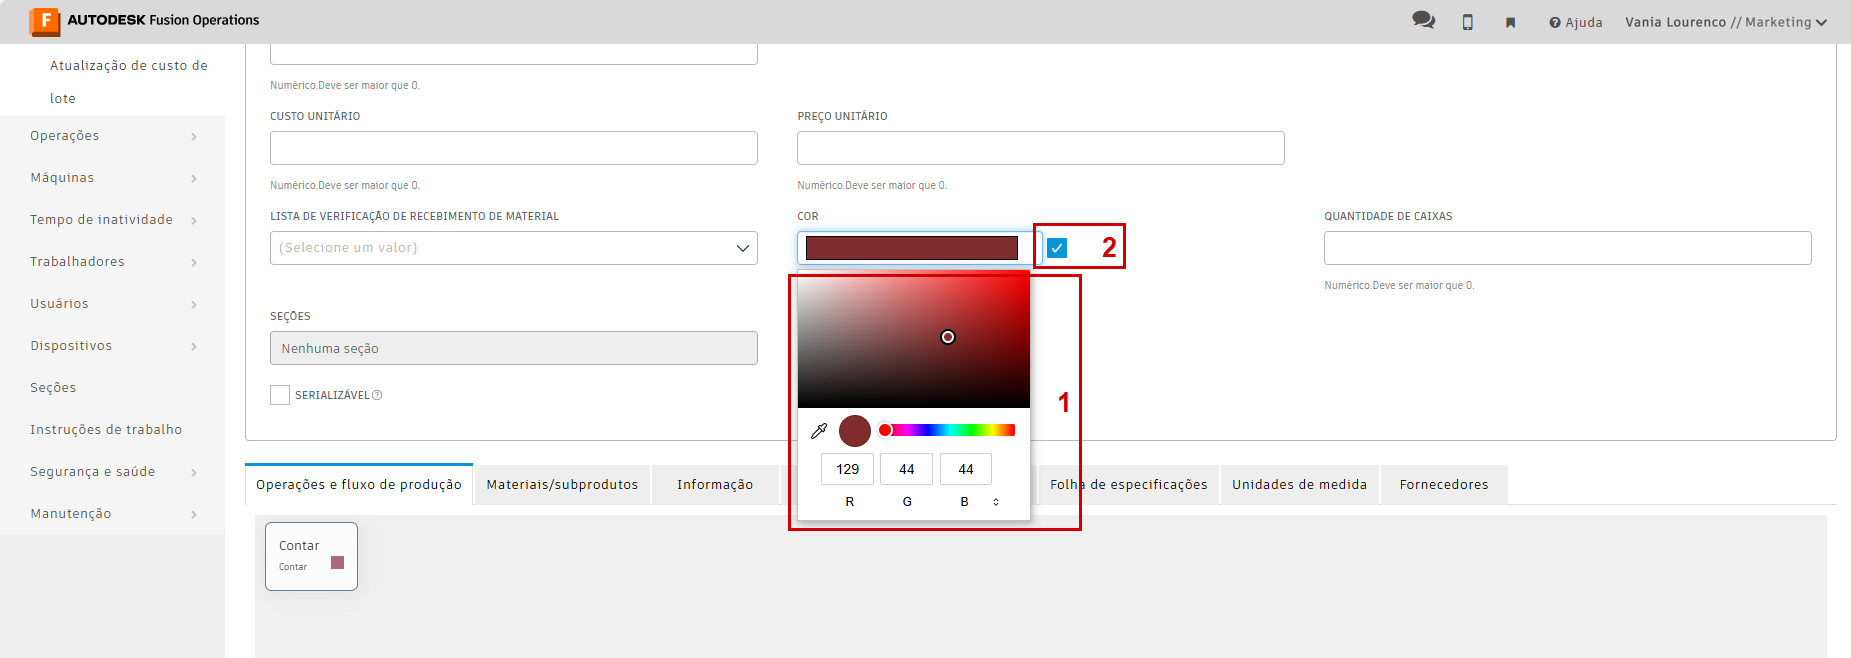 F AUTODESK Fusion Operations
Ajuda
Vania Lourenco // Marketing
Atualização de custo de
lote
Operações
Máquinas
Tempo de inatividade
Trabalhadores
Usuários
Dispositivos
Seções
Instruções de trabalho
Segurança e saúde
Manutenção
Numérico.Deve ser maior que 0.
CUSTO UNITÁRIO
PREÇO UNITÁRIO
Numérico.Deve ser maior que 0.
Numérico.Deve ser maior que 0.
LISTA DE VERIFICAÇÃO DE RECEBIMENTO DE MATERIAL
COR
QUANTIDADE DE CAIXAS
(Selecione um valor)
2
Numérico.Deve ser maior que 0.
SEÇÕES
Nenhuma seção
SERIALIZÁVEL
1
129 44 44
R G B
Operações e fluxo de produção
Materiais/subprodutos
Informação
Folha de especificações
Unidades de medida
Fornecedores
Contar
Contar